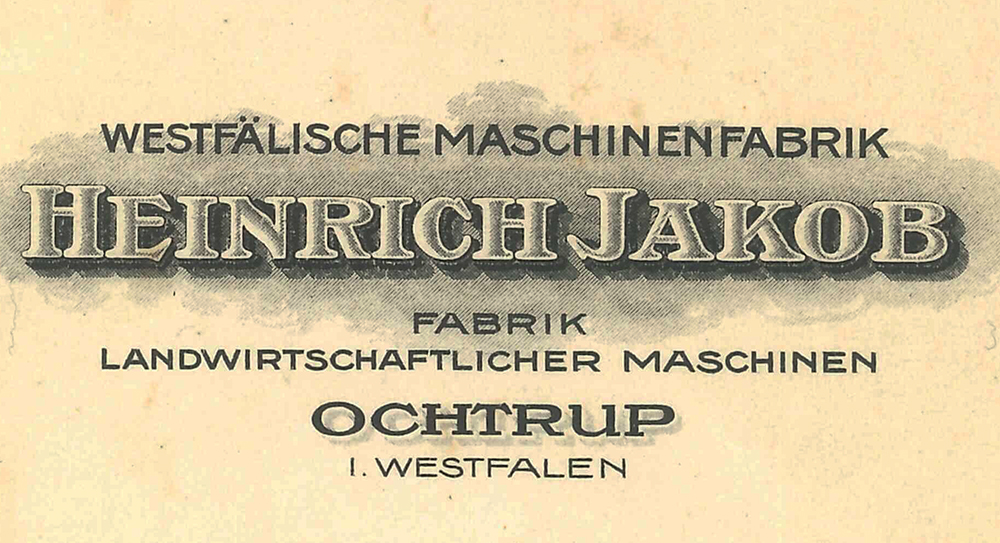 WESTFÄLISCHE MASCHINENFABRIK
HEINRICH JAKOB
FABRIK
LANDWIRTSCHAFTLICHER MASCHINEN
OCHTRUP
I. WESTFALEN